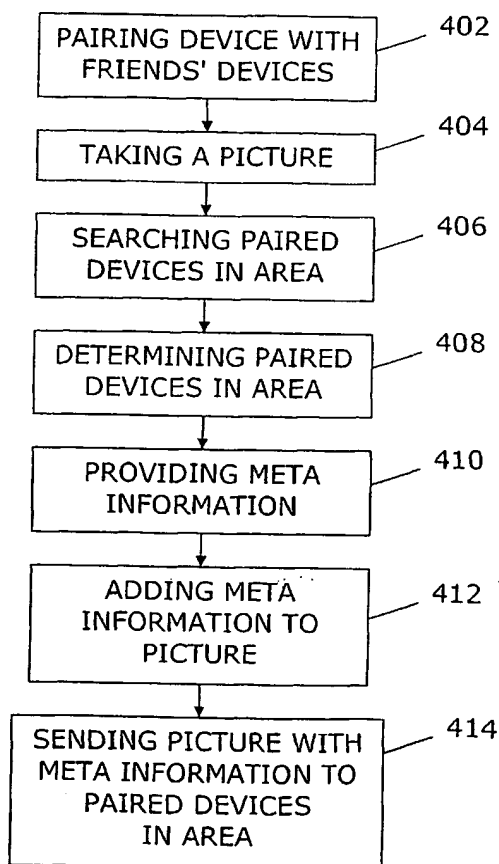 PAIRING DEVICE WITH
FRIENDS' DEVICES
402
TAKING A PICTURE
404
SEARCHING PAIRED
DEVICES IN AREA
406
DETERMINING PAIRED
DEVICES IN AREA
408
PROVIDING META
INFORMATION
410
ADDING META
INFORMATION TO
PICTURE
412
SENDING PICTURE WITH
META INFORMATION TO
PAIRED DEVICES
IN AREA
414